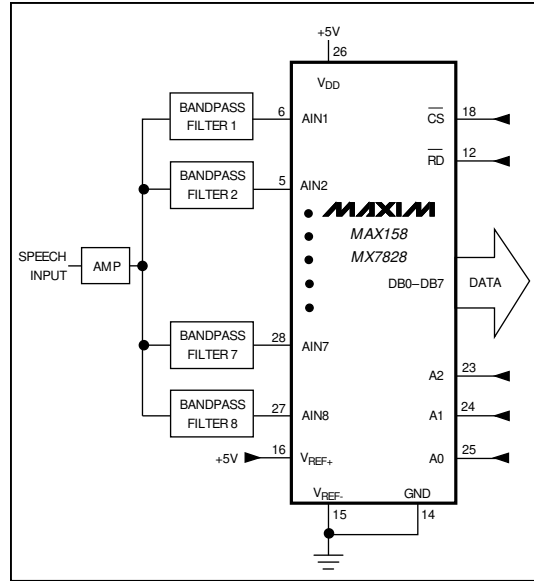 +5V
26
VDD
BANDPASS
FILTER 1
6
AIN1
CS
18
RD
12
BANDPASS
FILTER 2
5
AIN2
MAXIM
MAX158
MX7828
SPEECH
INPUT
AMP
DB0–DB7
DATA
BANDPASS
FILTER 7
28
AIN7
A2
23
BANDPASS
FILTER 8
27
AIN8
A1
24
+5V
16
VREF+
A0
25
VREF-
GND
15
14